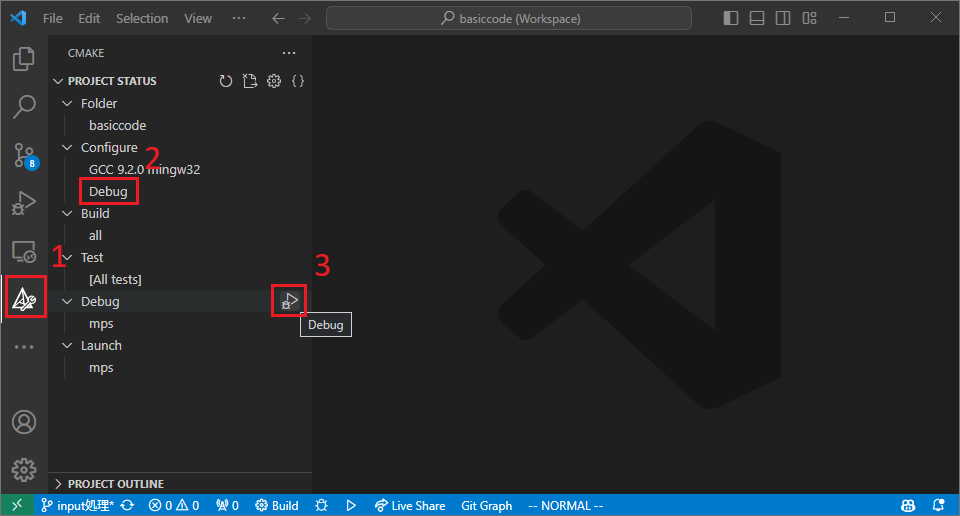 File Edit Selection View ··· basiccode (Workspace)
CMAKE ···
PROJECT STATUS
Folder
basiccode
Configure 2
GCC 9.2.0 mingw32
Debug
8
Build
all
1 Test 3
[All tests]
Debug
mps Debug
Launch
mps
···
PROJECT OUTLINE
input処理* 0 0 0 Build Live Share Git Graph -- NORMAL --